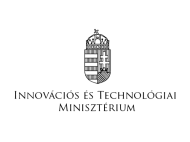 INNOVÁCIÓS ÉS TECHNOLÓGIAI
MINISZTÉRIUM